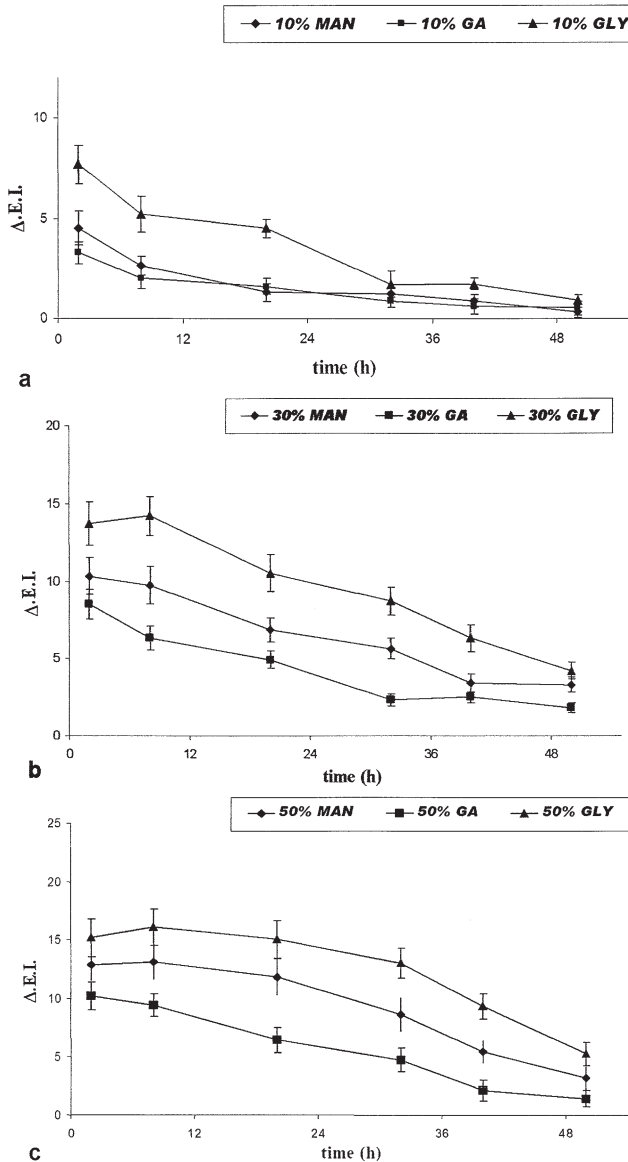 10% MAN 10% GA 10% GLY
10
5
0
Δ.E.I.
0 12 24 36 48
time (h)
a
30% MAN 30% GA 30% GLY
20
15
10
5
0
Δ.E.I.
0 12 24 36 48
time (h)
b
50% MAN 50% GA 50% GLY
25
20
15
10
5
0
Δ.E.I.
0 12 24 36 48
time (h)
c